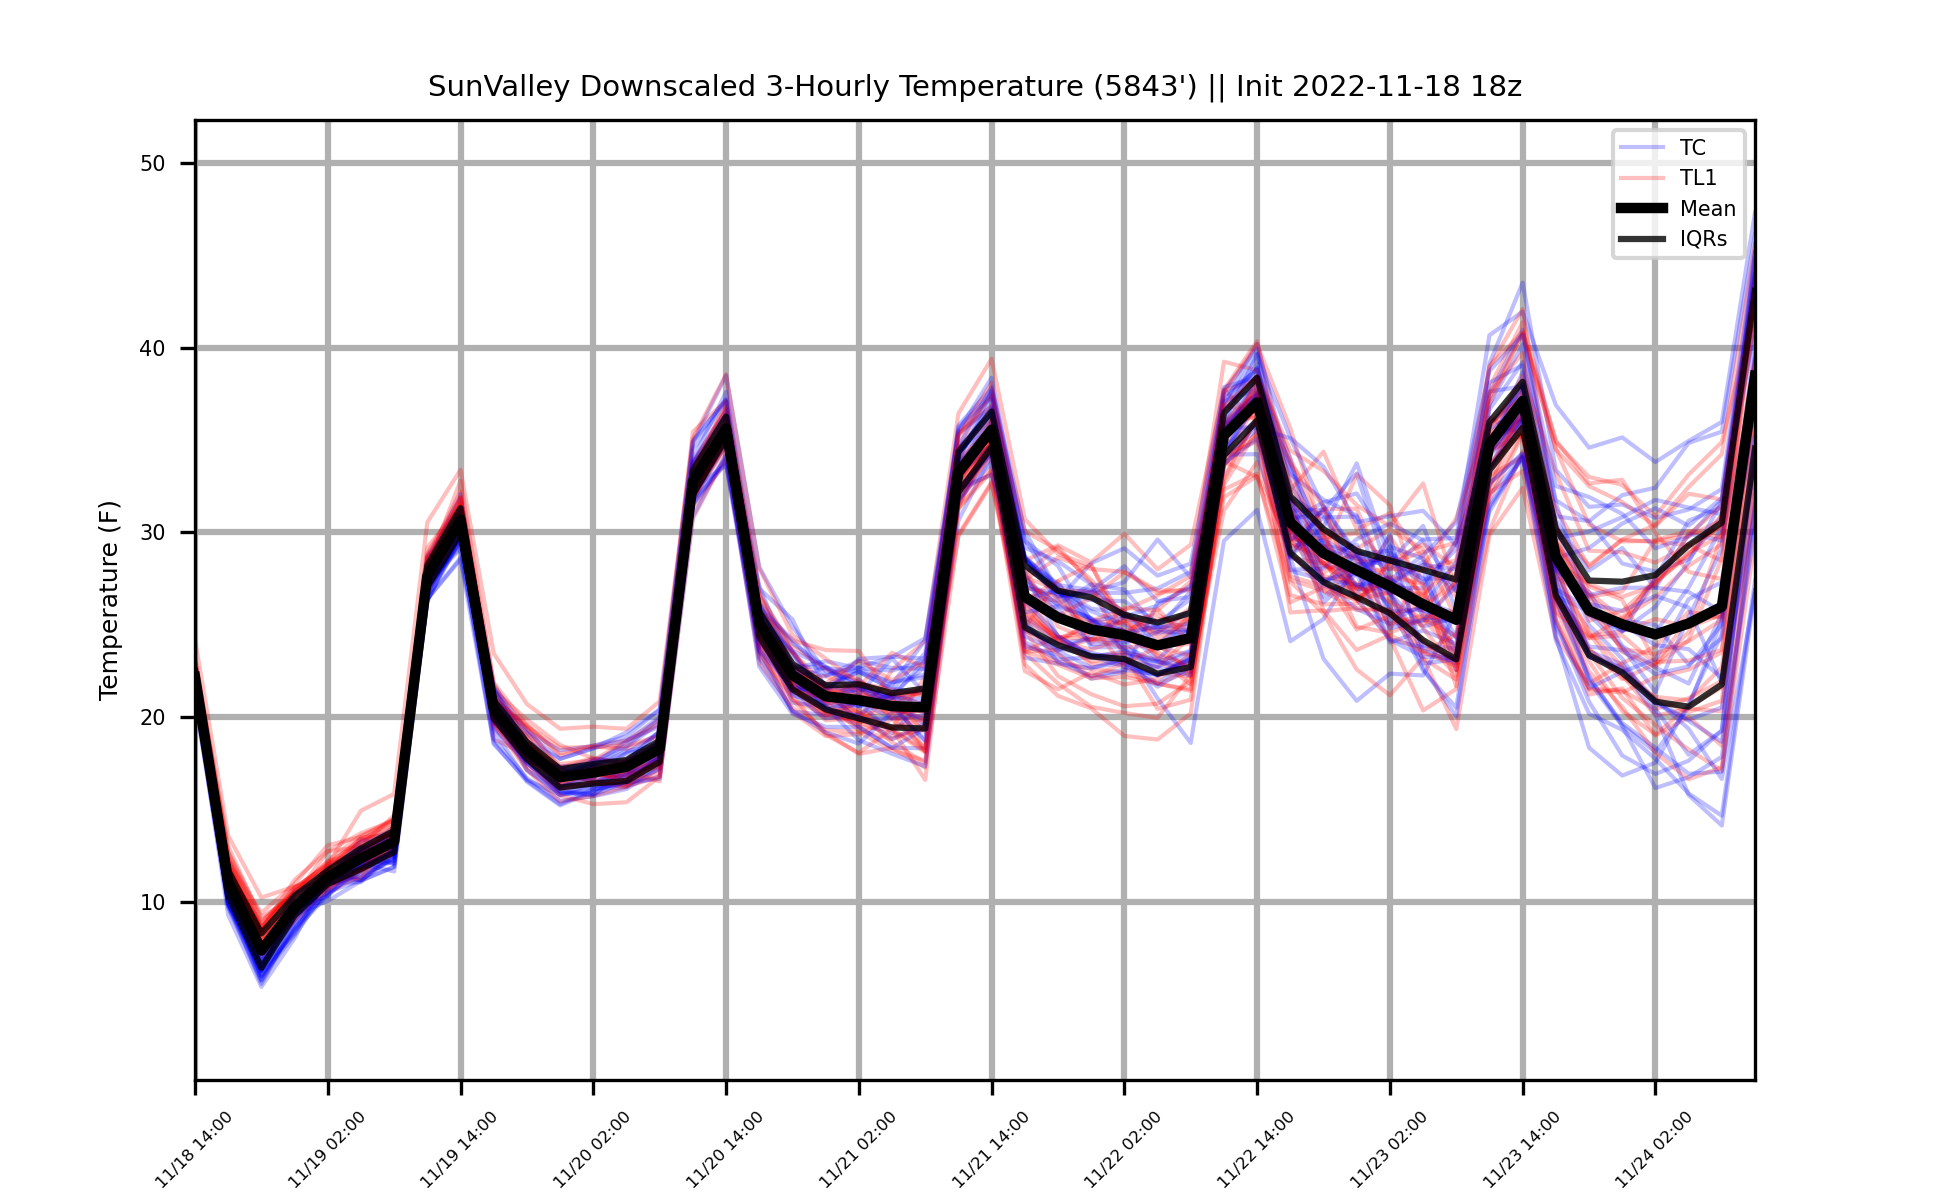 SunValley Downscaled 3-Hourly Temperature (5843') || Init 2022-11-18 18z
TC
TL1
Mean
IQRs
Temperature (F)
50
40
30
20
10
11/18 14:00
11/19 02:00
11/19 14:00
11/20 02:00
11/20 14:00
11/21 02:00
11/21 14:00
11/22 02:00
11/22 14:00
11/23 02:00
11/23 14:00
11/24 02:00